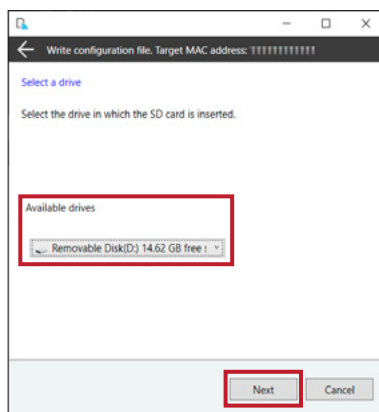 Write configuration file. Target MAC address: 111111111111
Select a drive
Select the drive in which the SD card is inserted.
Available drives
Removable Disk(D:) 14.62 GB free
Next
Cancel